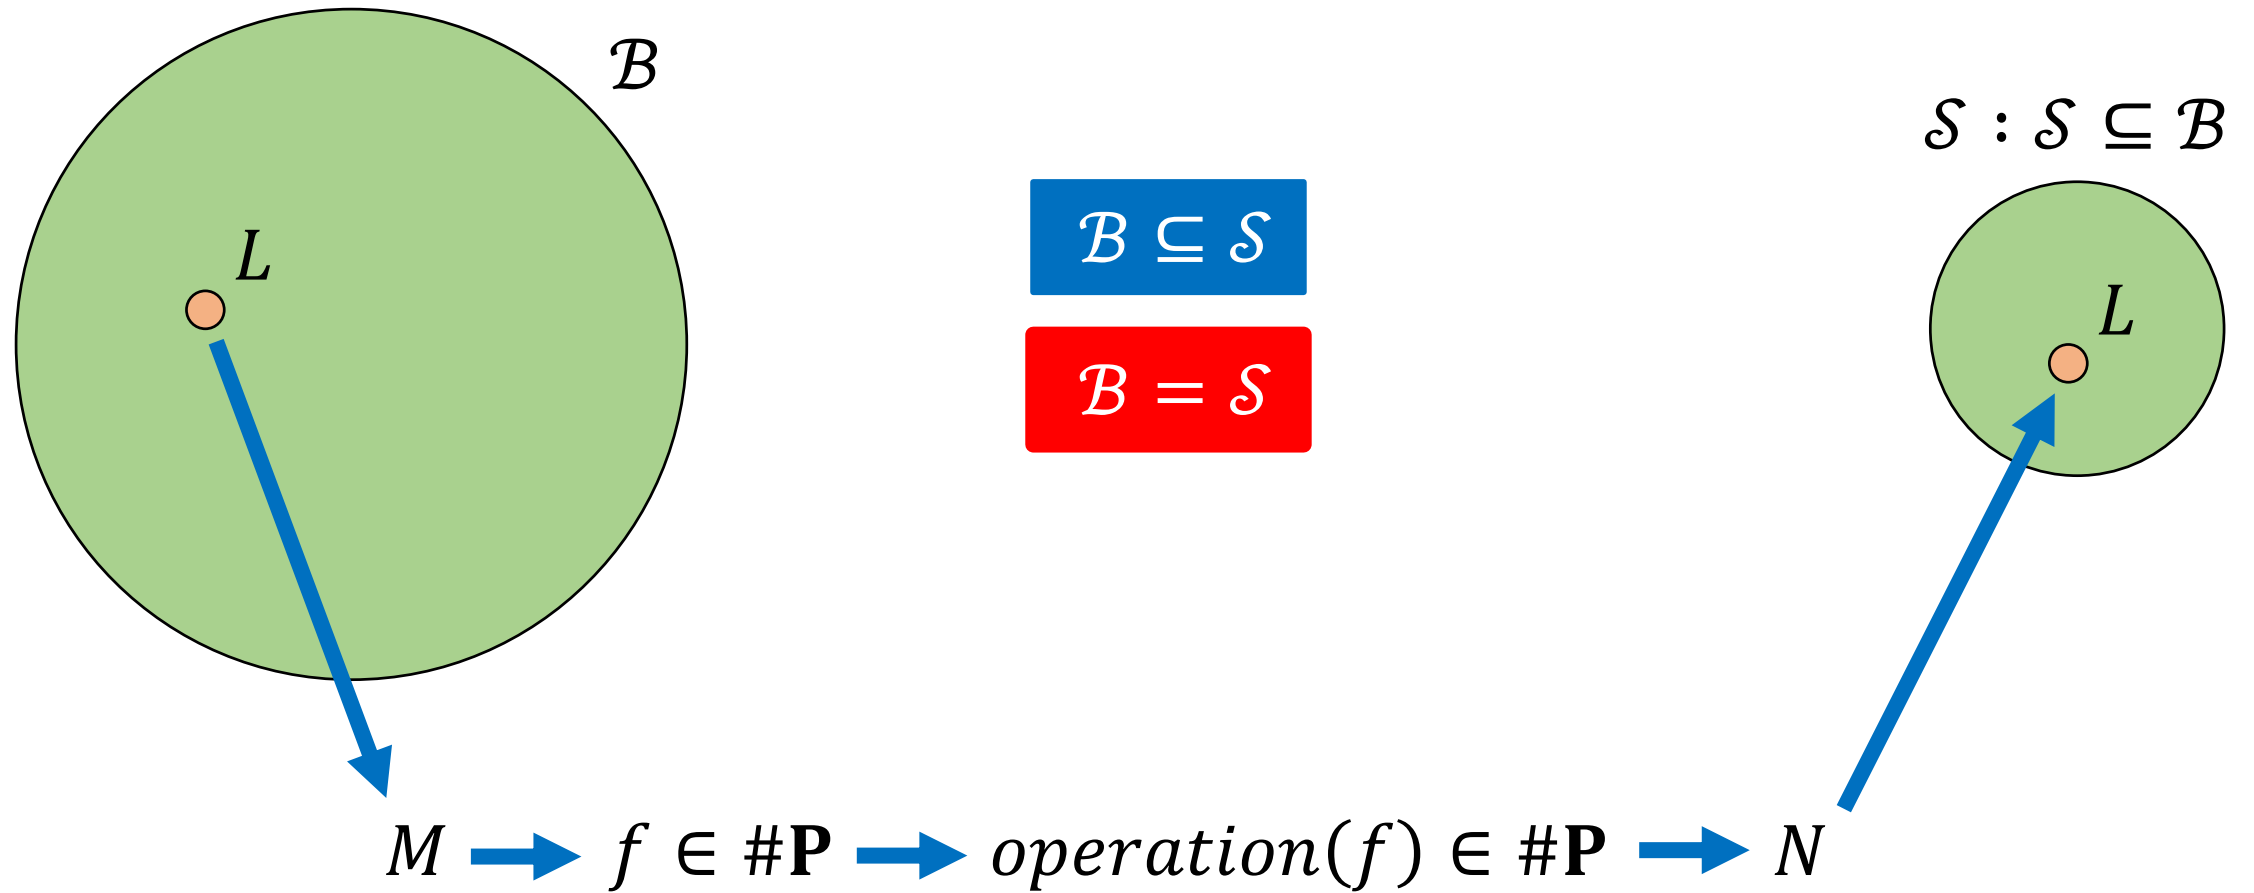 ℬ
𝒮 : 𝒮 ⊆ ℬ
L
ℬ ⊆ 𝒮
L
ℬ = 𝒮
M → f ∈ #P → operation(f) ∈ #P → N